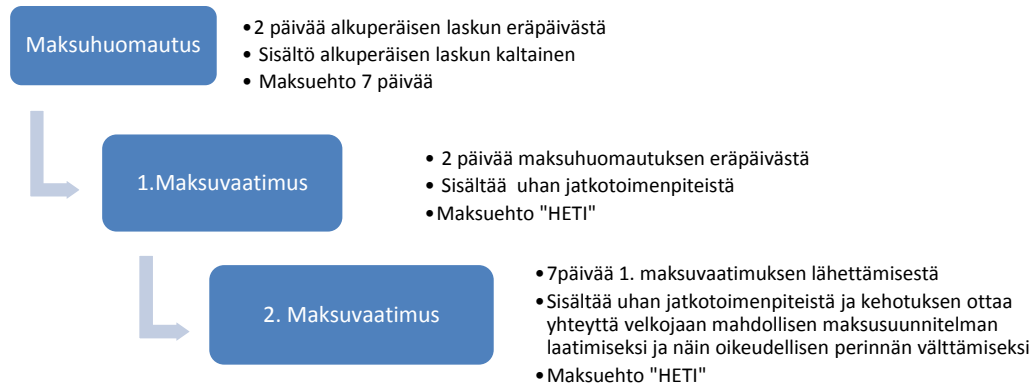 Maksuhuomautus
•2 päivää alkuperäisen laskun eräpäivästä
• Sisältö alkuperäisen laskun kaltainen
• Maksuehto 7 päivää
1.Maksuvaatimus
• 2 päivää maksuhuomautuksen eräpäivästä
• Sisältää uhan jatkotoimenpiteistä
•Maksuehto "HETI"
2. Maksuvaatimus
•7päivää 1. maksuvaatimuksen lähettämisestä
•Sisältää uhan jatkotoimenpiteistä ja kehotuksen ottaa
yhteyttä velkojaan mahdollisen maksusuunnitelman
laatimiseksi ja näin oikeudellisen perinnän välttämiseksi
•Maksuehto "HETI"